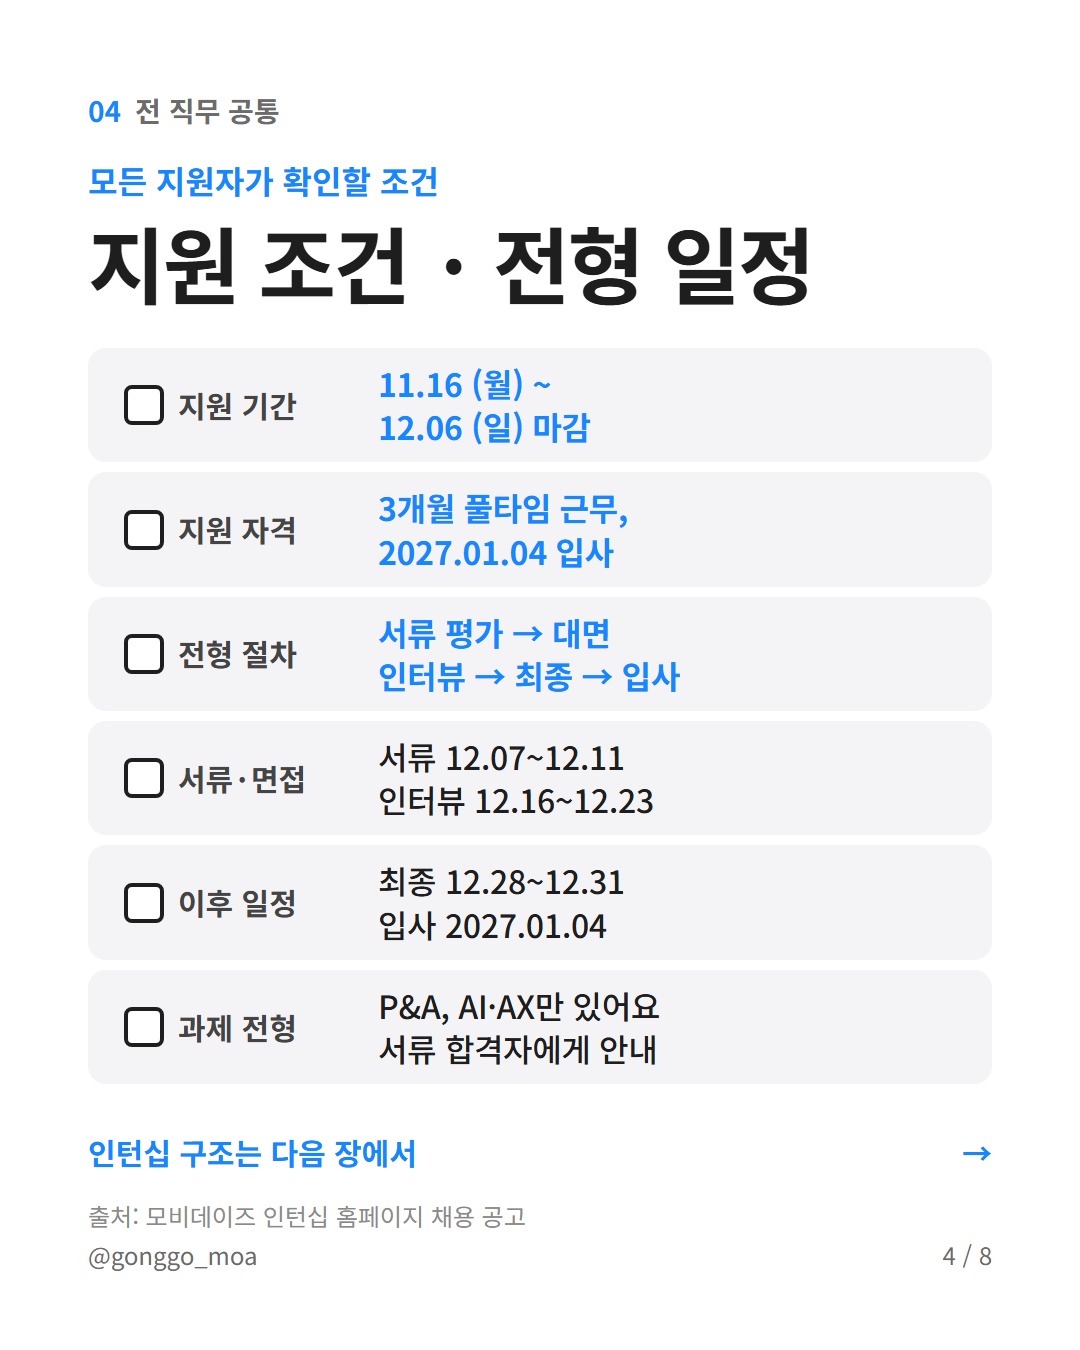 04 전 직무 공통
모든 지원자가 확인할 조건
지원 조건 · 전형 일정
지원 기간
11.16 (월) ~
12.06 (일) 마감
지원 자격
3개월 풀타임 근무,
2027.01.04 입사
전형 절차
서류 평가 → 대면
인터뷰 → 최종 → 입사
서류·면접
서류 12.07~12.11
인터뷰 12.16~12.23
이후 일정
최종 12.28~12.31
입사 2027.01.04
과제 전형
P&A, AI·AX만 있어요
서류 합격자에게 안내
인턴십 구조는 다음 장에서 →
출처: 모비데이즈 인턴십 홈페이지 채용 공고
@gonggo_moa
4 / 8